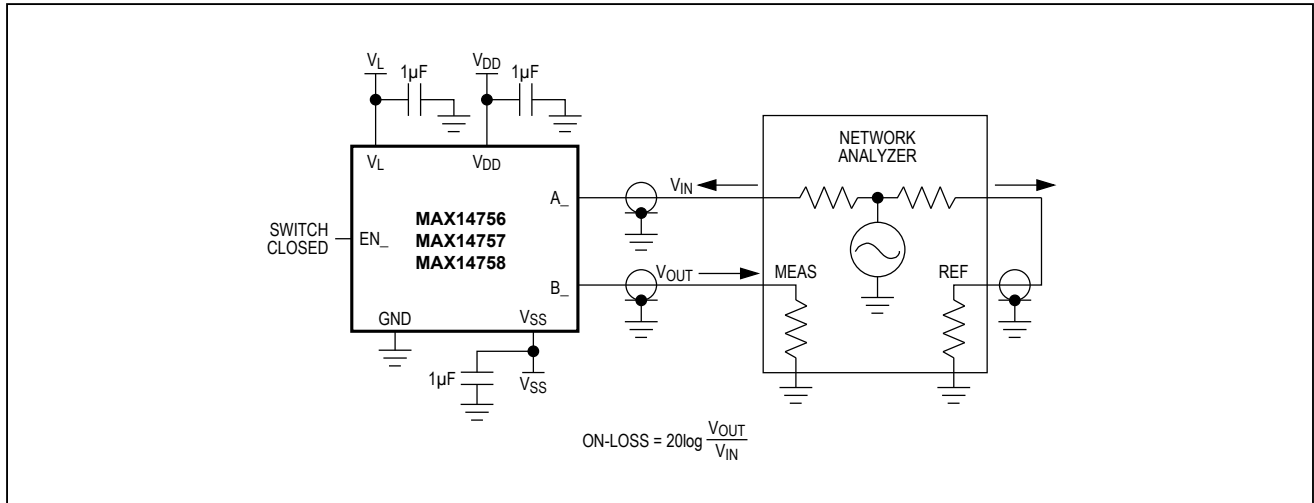 VL
1µF
VDD
1µF
VL
VDD
NETWORK
ANALYZER
VIN
A_
MAX14756
MAX14757
MAX14758
SWITCH
CLOSED
EN_
VOUT
MEAS
REF
B_
GND
VSS
1µF
VSS
ON-LOSS = 20log VOUT
VIN